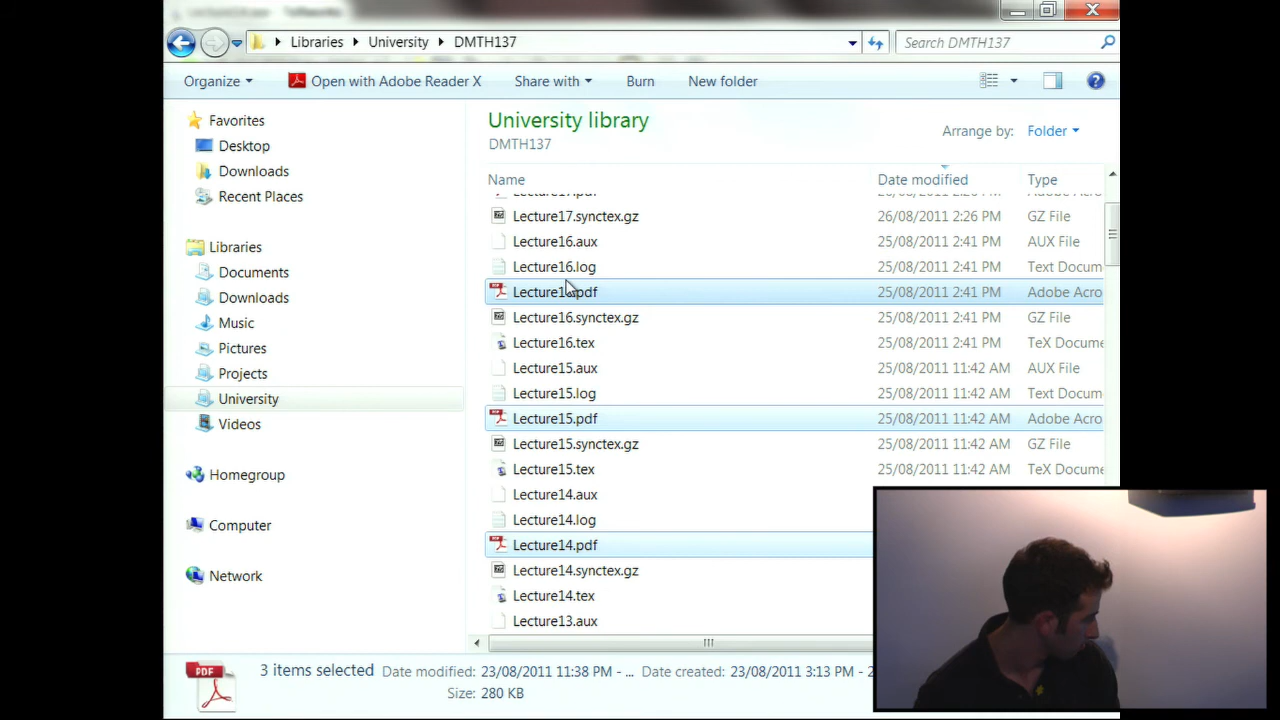 Libraries University DMTH137
Search DMTH137
Organize Open with Adobe Reader X Share with Burn New folder
Favorites
Desktop
Downloads
Recent Places
Libraries
Documents
Downloads
Music
Pictures
Projects
University
Videos
Homegroup
Computer
Network
University library
DMTH137
Arrange by: Folder
Name Date modified Type
Lecture17.synctex.gz 26/08/2011 2:26 PM GZ File
Lecture16.aux 25/08/2011 2:41 PM AUX File
Lecture16.log 25/08/2011 2:41 PM Text Docum
Lecture1 pdf 25/08/2011 2:41 PM Adobe Acro
Lecture16.synctex.gz 25/08/2011 2:41 PM GZ File
Lecture16.tex 25/08/2011 2:41 PM TeX Docume
Lecture15.aux 25/08/2011 11:42 AM AUX File
Lecture15.log 25/08/2011 11:42 AM Text Docum
Lecture15.pdf 25/08/2011 11:42 AM Adobe Acro
Lecture15.synctex.gz 25/08/2011 11:42 AM GZ File
Lecture15.tex 25/08/2011 11:42 AM TeX Docume
Lecture14.aux
Lecture14.log
Lecture14.pdf
Lecture14.synctex.gz
Lecture14.tex
Lecture13.aux
PDF
3 items selected Date modified: 23/08/2011 11:38 PM - ... Date created: 23/08/2011 3:13 PM - 2
Size: 280 KB